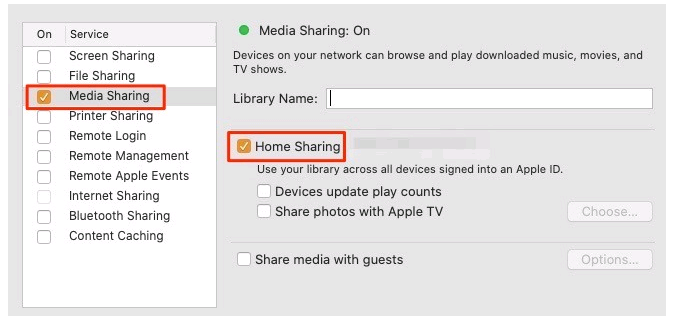 On Service
Screen Sharing
File Sharing
Media Sharing
Printer Sharing
Remote Login
Remote Management
Remote Apple Events
Internet Sharing
Bluetooth Sharing
Content Caching
Media Sharing: On
Devices on your network can browse and play downloaded music, movies, and
TV shows.
Library Name:
Home Sharing
Use your library across all devices signed into an Apple ID.
Devices update play counts
Share photos with Apple TV
Choose...
Share media with guests
Options...